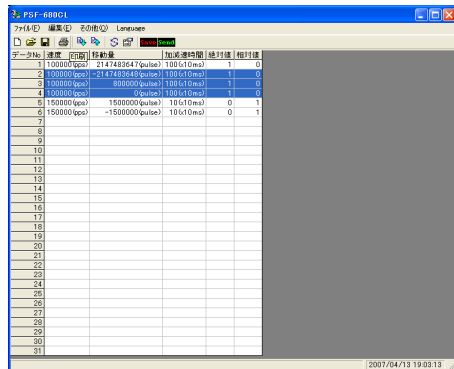 PSF-680CL
ファイル(F) 編集(E) その他(O) Language
Save Send
データNo 速度 印刷 移動量 加減速時間 絶対値 相対値
1 100000(pps) 2147483647(pulse) 100(x10ms) 1 0
2 100000(pps) -2147483648(pulse) 100(x10ms) 1 0
3 100000(pps) 800000(pulse) 100(x10ms) 1 0
4 100000(pps) 0(pulse) 100(x10ms) 1 0
5 150000(pps) 1500000(pulse) 10(x10ms) 0 1
6 150000(pps) -1500000(pulse) 10(x10ms) 0 1
7
8
9
10
11
12
13
14
15
16
17
18
19
20
21
22
23
24
25
26
27
28
29
30
31
2007/04/13 19:03:13